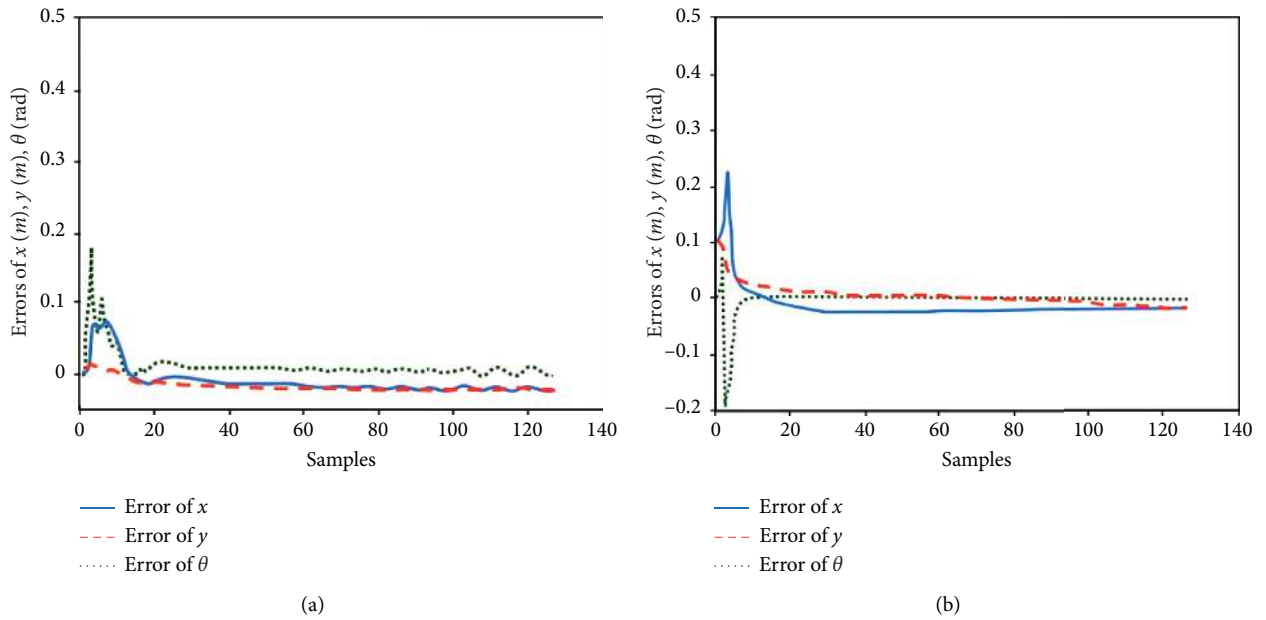 0.5
0.4
0.3
0.2
0.1
0
Errors of x (m), y (m), θ (rad)
0 20 40 60 80 100 120 140
Samples
Error of x
Error of y
Error of θ
(a)
0.5
0.4
0.3
0.2
0.1
0
−0.1
−0.2
Errors of x (m), y (m), θ (rad)
0 20 40 60 80 100 120 140
Samples
Error of x
Error of y
Error of θ
(b)